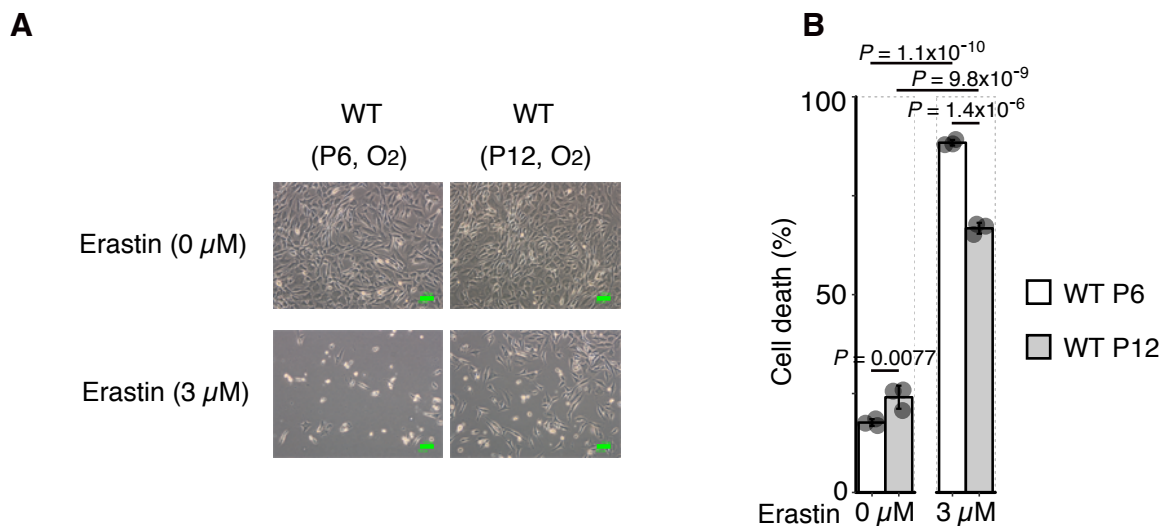 A
WT
(P6, O2)
WT
(P12, O2)
Erastin (0 µM)
Erastin (3 µM)
B
P = 1.1x10⁻¹⁰
P = 9.8x10⁻⁹
P = 1.4x10⁻⁶
P = 0.0077
100
50
0
Cell death (%)
WT P6
WT P12
Erastin 0 µM 3 µM